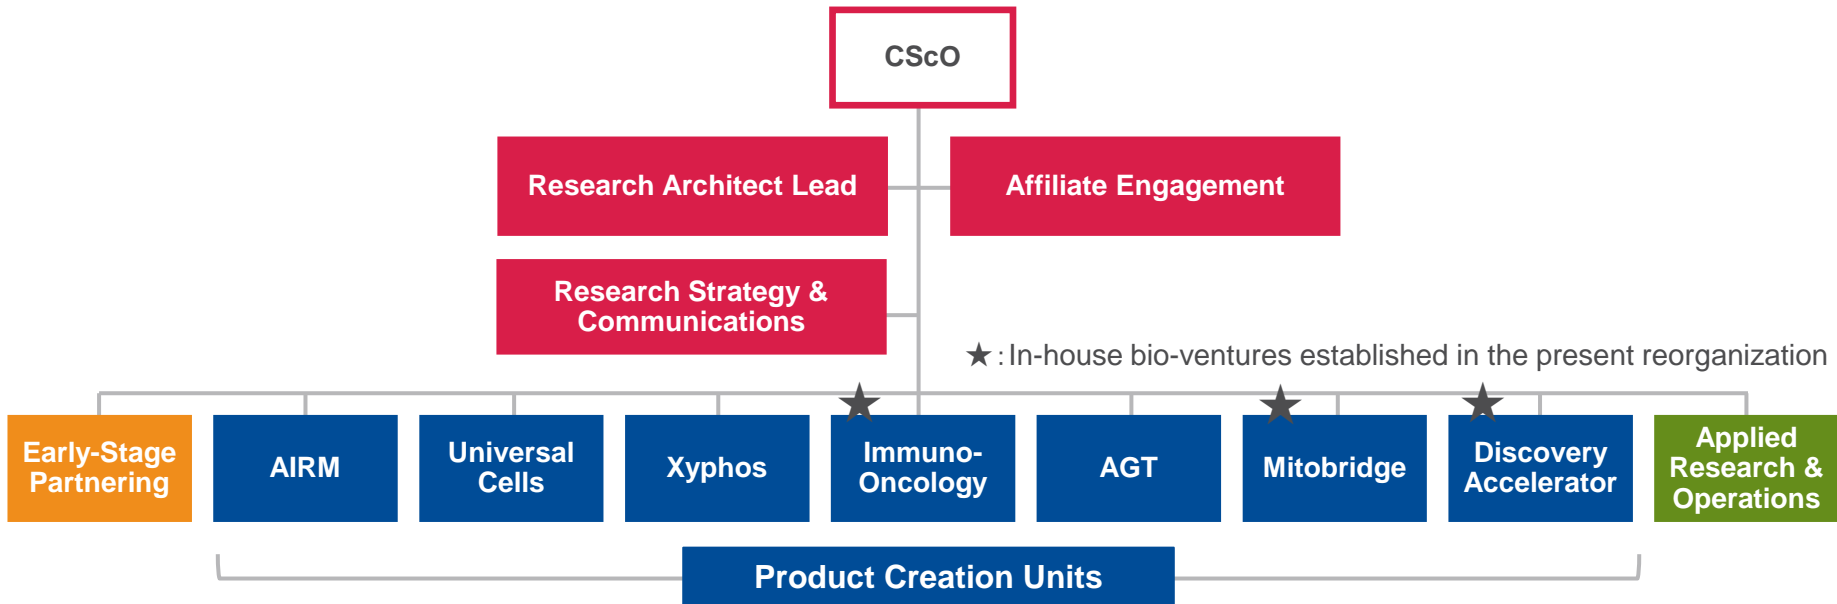 CScO
Research Architect Lead
Affiliate Engagement
Research Strategy &
Communications
★ : In-house bio-ventures established in the present reorganization
Early-Stage
Partnering
AIRM
Universal
Cells
Xyphos
Immuno-
Oncology
AGT
Mitobridge
Discovery
Accelerator
Applied
Research &
Operations
Product Creation Units